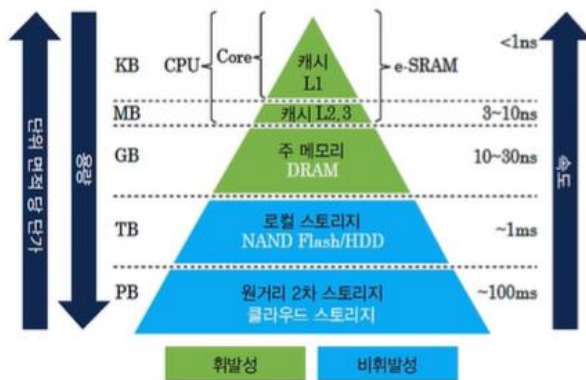 단위 면적 당 단가
용량
KB
CPU
Core
캐시
L1
e-SRAM
<1ns
MB
캐시 L2, 3
3~10ns
GB
주 메모리
DRAM
10~30ns
TB
로컬 스토리지
NAND Flash/HDD
~1ms
PB
원거리 2차 스토리지
클라우드 스토리지
~100ms
속도
휘발성
비휘발성